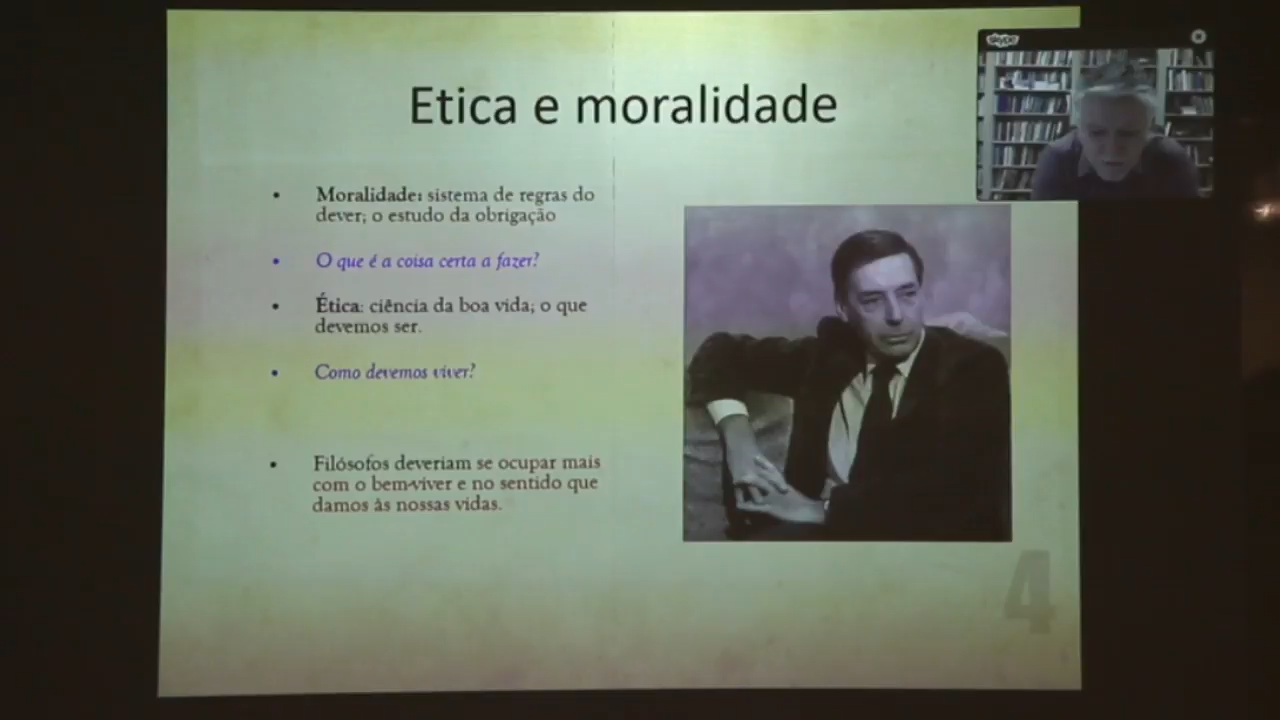 Etica e moralidade
skype
• Moralidade: sistema de regras do
dever; o estudo da obrigação
• O que é a coisa certa a fazer?
• Ética: ciência da boa vida; o que
devemos ser.
• Como devemos viver?
• Filósofos deveriam se ocupar mais
com o bem-viver e no sentido que
damos às nossas vidas.
4